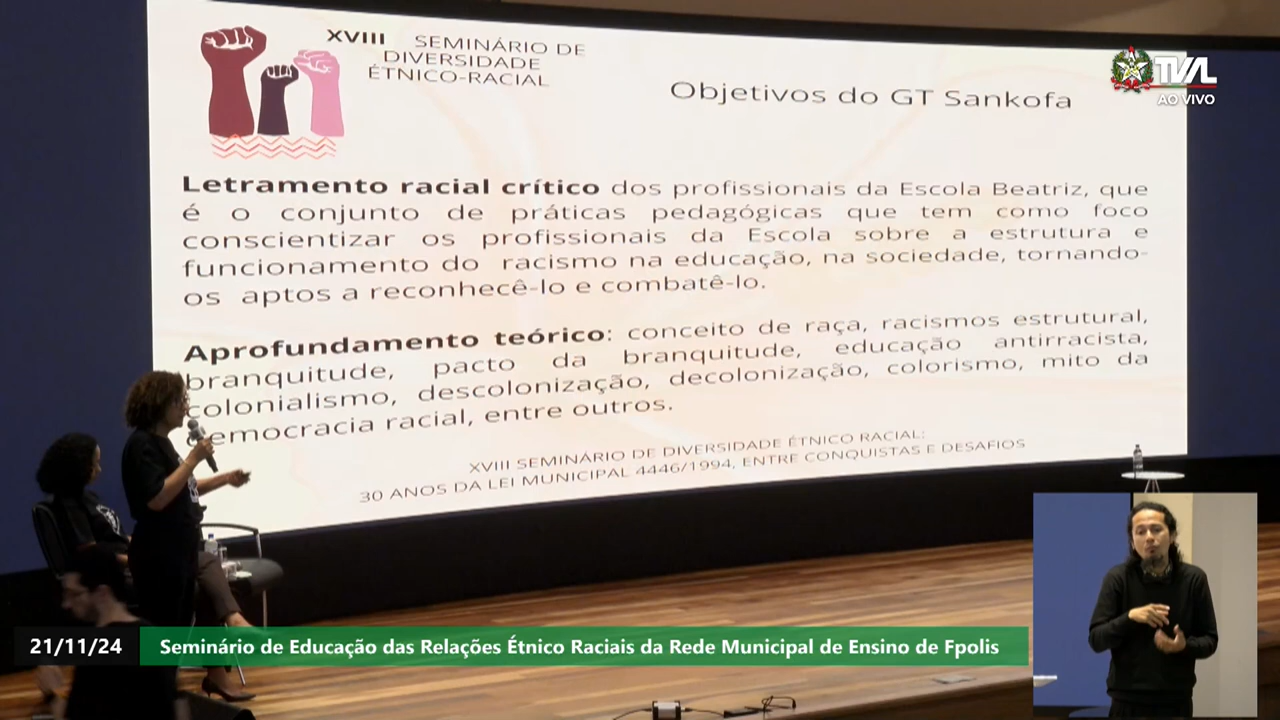 XVIII SEMINÁRIO DE
DIVERSIDADE
ÉTNICO-RACIAL
Objetivos do GT Sankofa
TVAL
AO VIVO
Letramento racial crítico dos profissionais da Escola Beatriz, que
é o conjunto de práticas pedagógicas que tem como foco
conscientizar os profissionais da Escola sobre a estrutura e
funcionamento do racismo na educação, na sociedade, tornando-
os aptos a reconhecê-lo e combatê-lo.
Aprofundamento teórico: conceito de raça, racismos estrutural,
branquitude, pacto da branquitude, educação antirracista,
colonialismo, descolonização, decolonização, colorismo, mito da
democracia racial, entre outros.
XVIII SEMINÁRIO DE DIVERSIDADE ÉTNICO RACIAL:
30 ANOS DA LEI MUNICIPAL 4446/1994, ENTRE CONQUISTAS E DESAFIOS
21/11/24 Seminário de Educação das Relações Étnico Raciais da Rede Municipal de Ensino de Fpolis